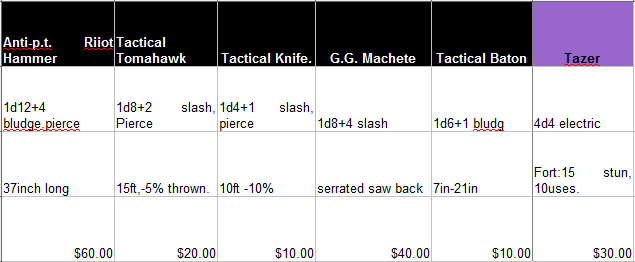 Anti-p.t. Riiot
Hammer
Tactical
Tomahawk
Tactical Knife.
G.G. Machete
Tactical Baton
Tazer
1d12+4
bludge.pierce
1d8+2 slash,
Pierce
1d4+1 slash,
pierce
1d8+4 slash
1d6+1 bludg
4d4 electric
37inch long
15ft,-5% thrown.
10ft -10%
serrated saw back
7in-21in
Fort:15 stun,
10uses.
$60.00
$20.00
$10.00
$40.00
$10.00
$30.00